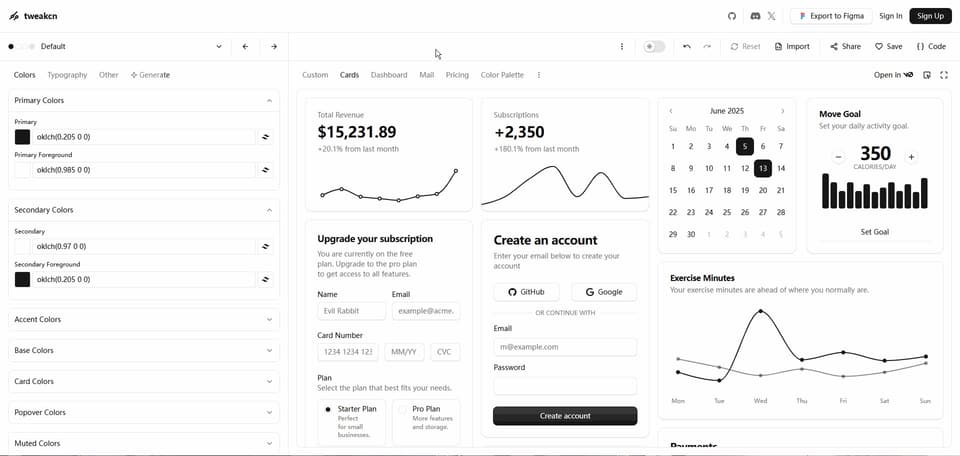 tweakcn
Export to Figma
Sign In
Sign Up
Default
Reset
Import
Share
Save
Code
Colors
Typography
Other
Generate
Custom
Cards
Dashboard
Mail
Pricing
Color Palette
Open in v0
Primary Colors
Primary
oklch(0.205 0 0)
Primary Foreground
oklch(0.985 0 0)
Secondary Colors
Secondary
oklch(0.97 0 0)
Secondary Foreground
oklch(0.205 0 0)
Accent Colors
Base Colors
Card Colors
Popover Colors
Muted Colors
Total Revenue
$15,231.89
+20.1% from last month
Subscriptions
+2,350
+180.1% from last month
Upgrade your subscription
You are currently on the free
plan. Upgrade to the pro plan
to get access to all features.
Name
Email
Evil Rabbit
example@acme.
Card Number
1234 1234 123
MM/YY
CVC
Plan
Select the plan that best fits your needs.
Starter Plan
Perfect
for small
businesses.
Pro Plan
More features
and storage.
Create an account
Enter your email below to create your
account
GitHub
Google
OR CONTINUE WITH
Email
m@example.com
Password
Create account
June 2025
Su Mo Tu We Th Fr Sa
1 2 3 4 5 6 7
8 9 10 11 12 13 14
15 16 17 18 19 20 21
22 23 24 25 26 27 28
29 30 1 2 3 4 5
Move Goal
Set your daily activity goal.
350
CALORIES/DAY
Set Goal
Exercise Minutes
Your exercise minutes are ahead of where you normally are.
Mon Tue Wed Thu Fri Sat Sun
Payments